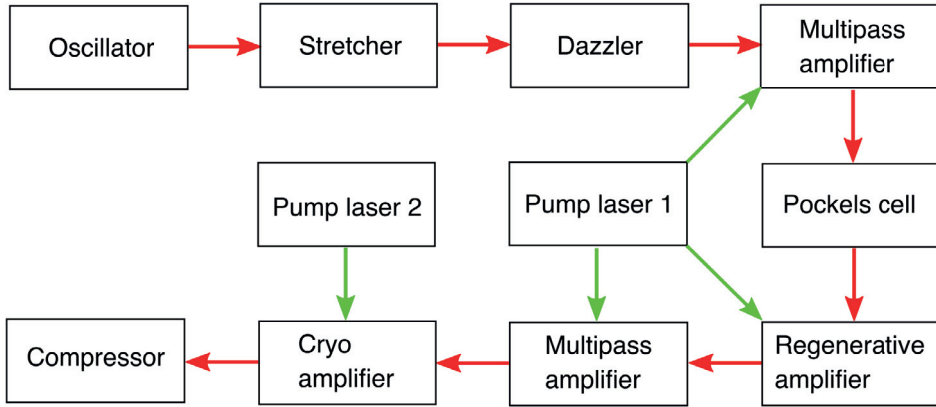 Oscillator
Stretcher
Dazzler
Multipass
amplifier
Pump laser 2
Pump laser 1
Pockels cell
Compressor
Cryo
amplifier
Multipass
amplifier
Regenerative
amplifier